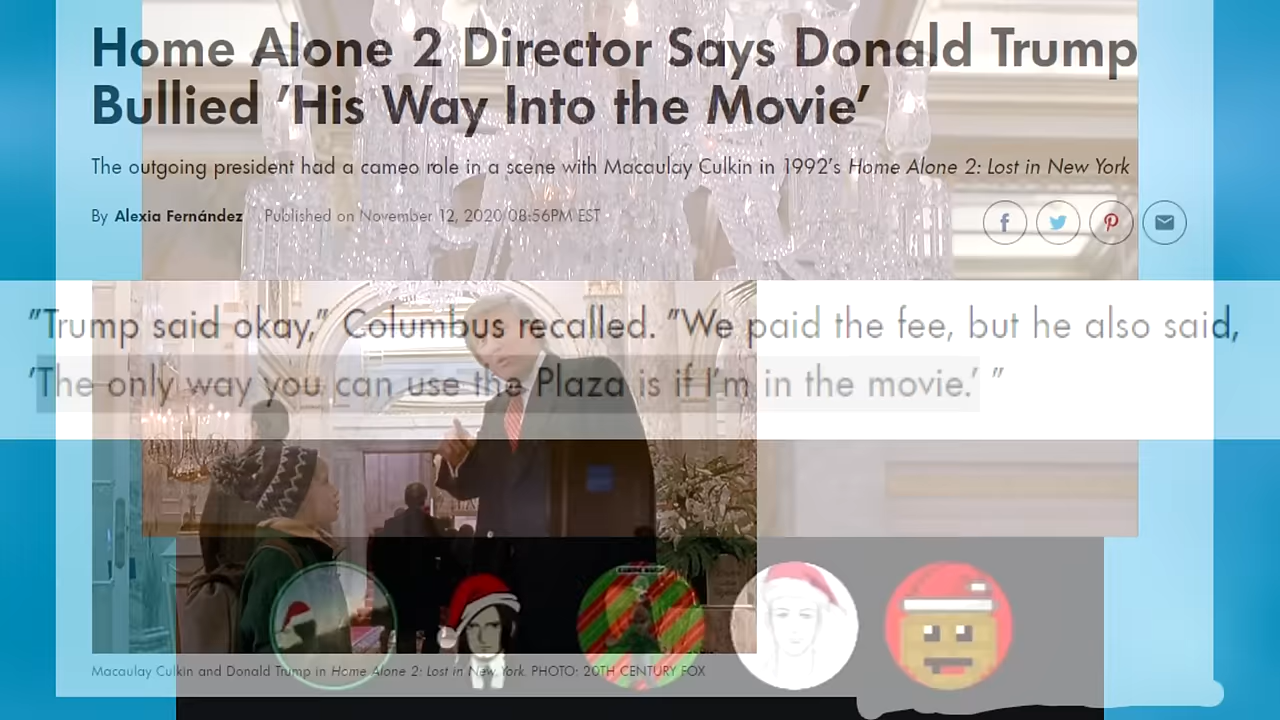 Home Alone 2 Director Says Donald Trump
Bullied 'His Way Into the Movie'
The outgoing president had a cameo role in a scene with Macaulay Culkin in 1992's Home Alone 2: Lost in New York
By Alexia Fernández Published on November 12, 2020 08:56PM EST
"Trump said okay," Columbus recalled. "We paid the fee, but he also said,
'The only way you can use the Plaza is if I'm in the movie.' "
Macaulay Culkin and Donald Trump in Home Alone 2: Lost in New York. PHOTO: 20TH CENTURY FOX